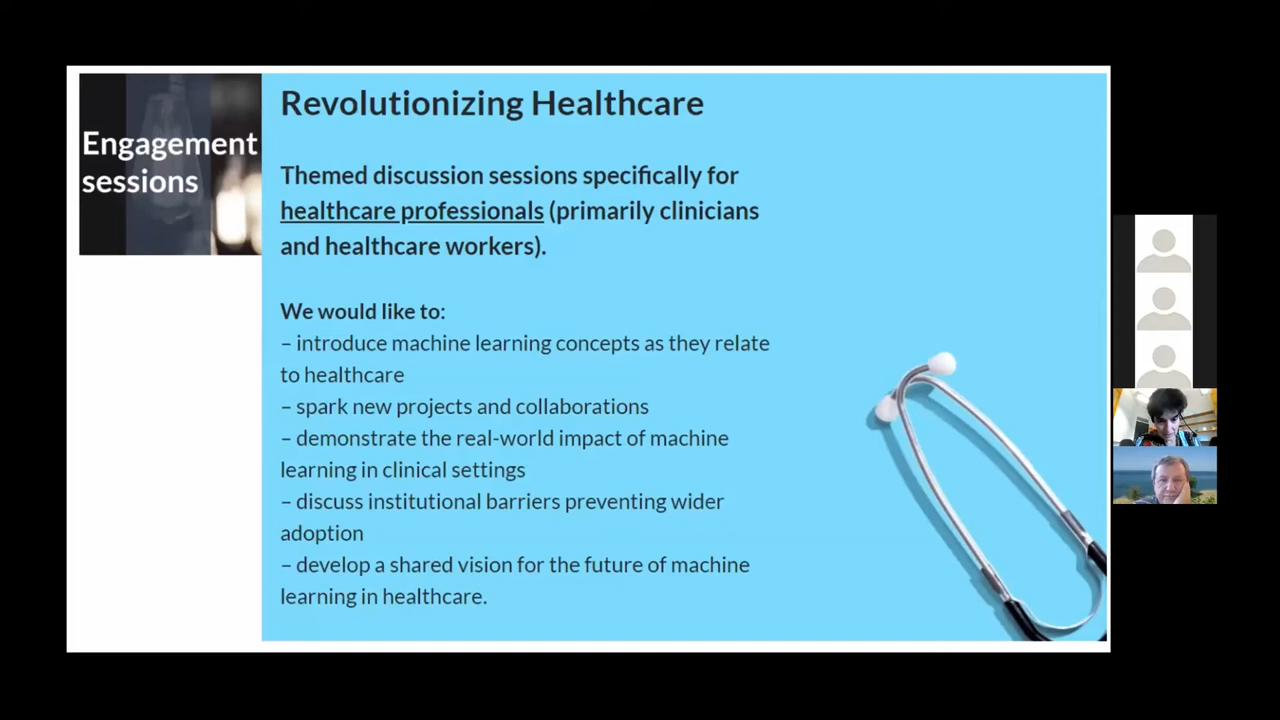 Engagement
sessions
Revolutionizing Healthcare
Themed discussion sessions specifically for
healthcare professionals (primarily clinicians
and healthcare workers).
We would like to:
– introduce machine learning concepts as they relate
to healthcare
– spark new projects and collaborations
– demonstrate the real-world impact of machine
learning in clinical settings
– discuss institutional barriers preventing wider
adoption
– develop a shared vision for the future of machine
learning in healthcare.